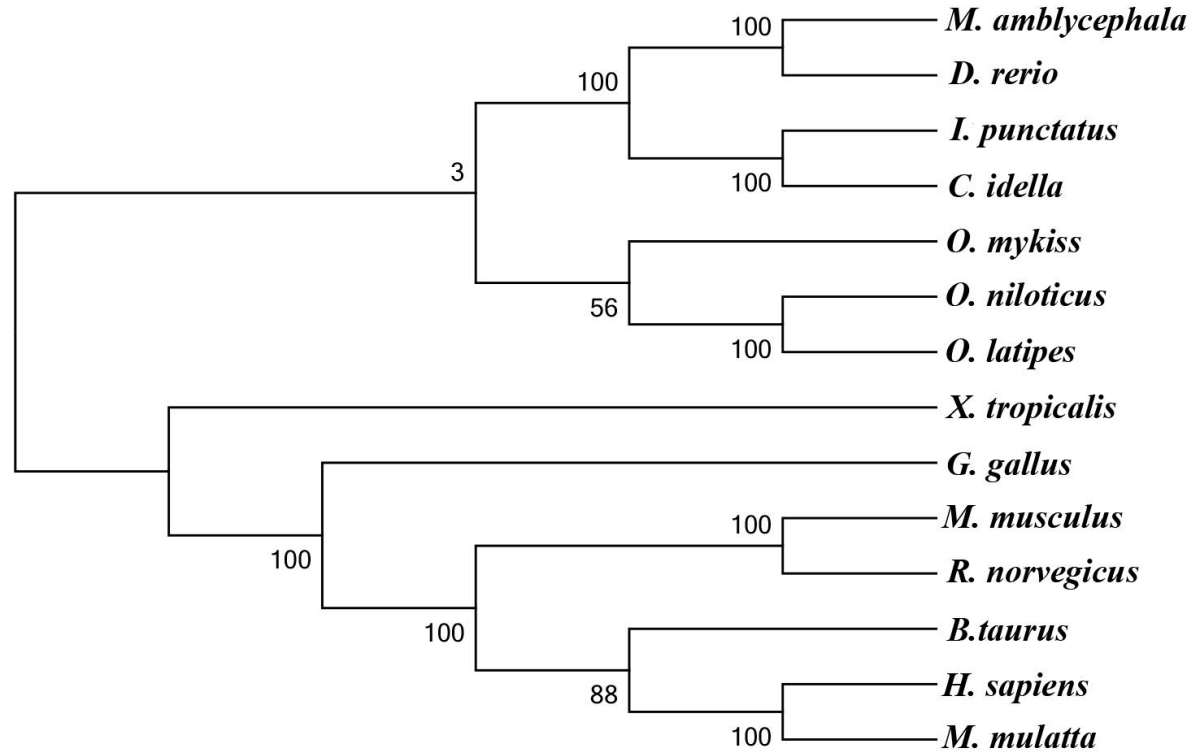 100
M. amblycephala
D. rerio
100
I. punctatus
C. idella
100
3
O. mykiss
56
O. niloticus
O. latipes
100
X. tropicalis
G. gallus
100
M. musculus
100
R. norvegicus
100
B.taurus
88
H. sapiens
M. mulatta
100